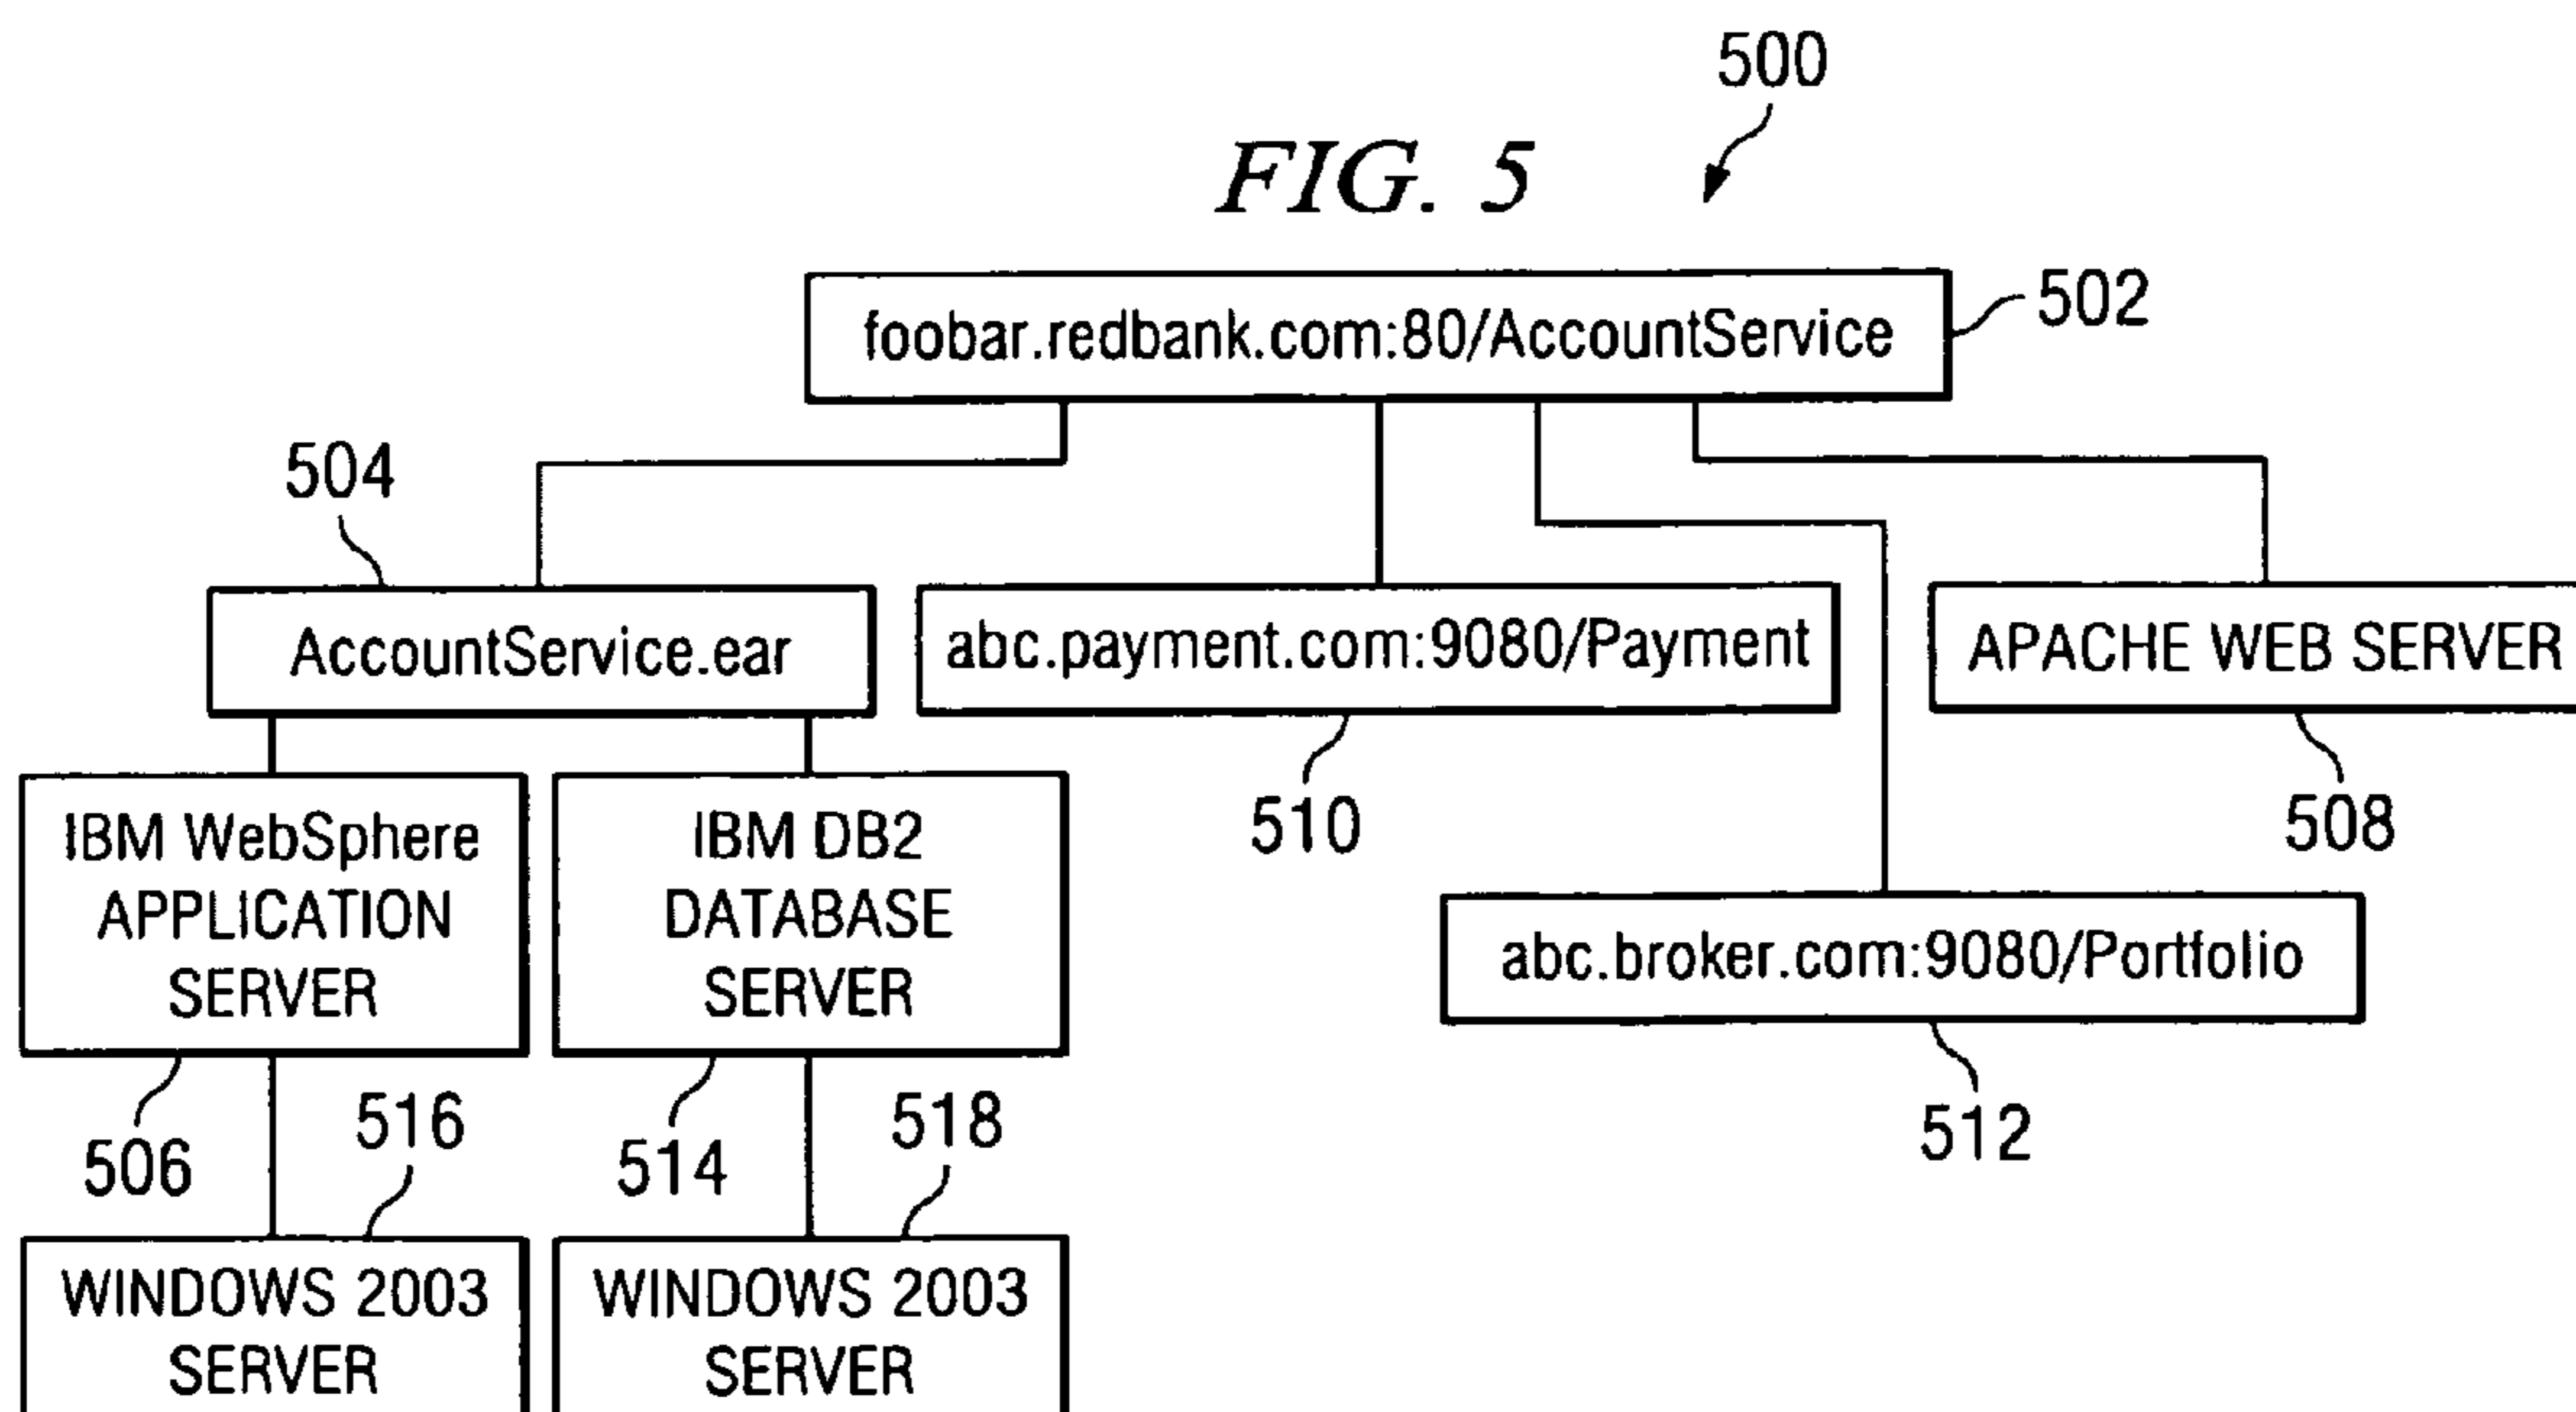 500
FIG. 5
foobar.redbank.com:80/AccountService
502
504
AccountService.ear
abc.payment.com:9080/Payment
APACHE WEB SERVER
510
508
IBM WebSphere
APPLICATION
SERVER
IBM DB2
DATABASE
SERVER
abc.broker.com:9080/Portfolio
512
506
516
514
518
WINDOWS 2003
SERVER
WINDOWS 2003
SERVER